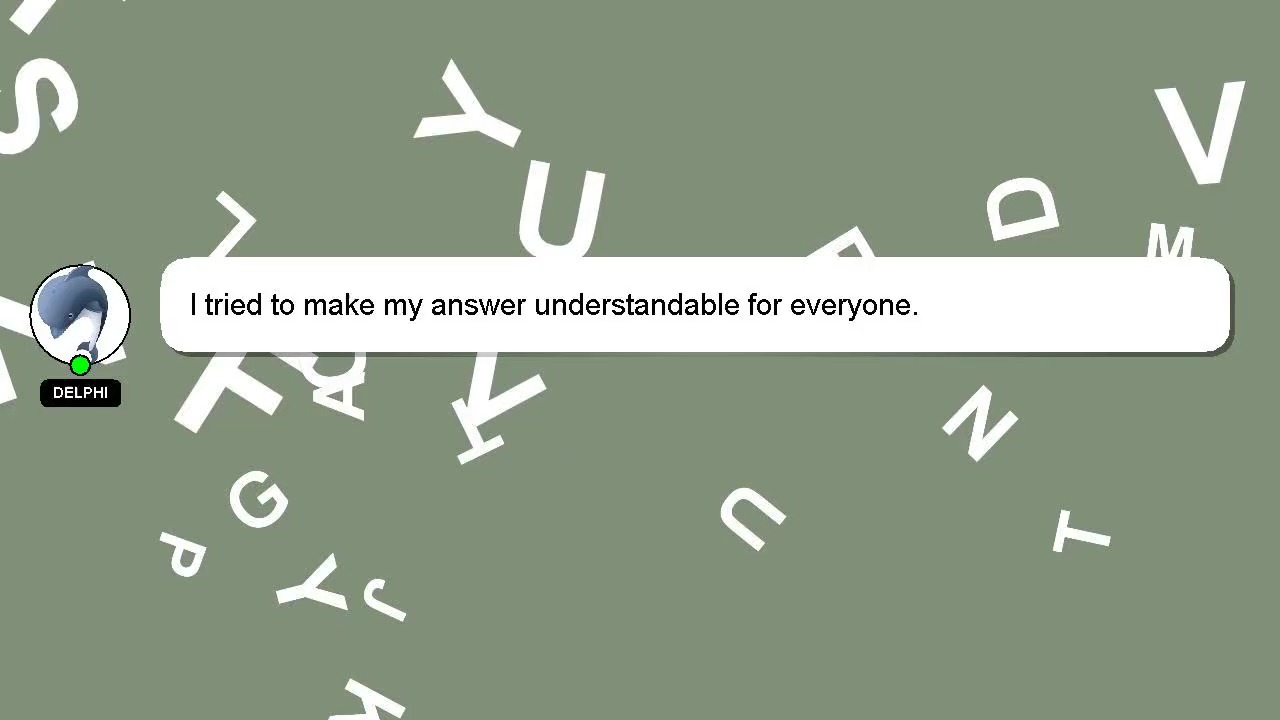 S
Y
U
V
D
L
M
I tried to make my answer understandable for everyone.
DELPHI
T
A
K
I
N
G
U
T
P
Y
J
K